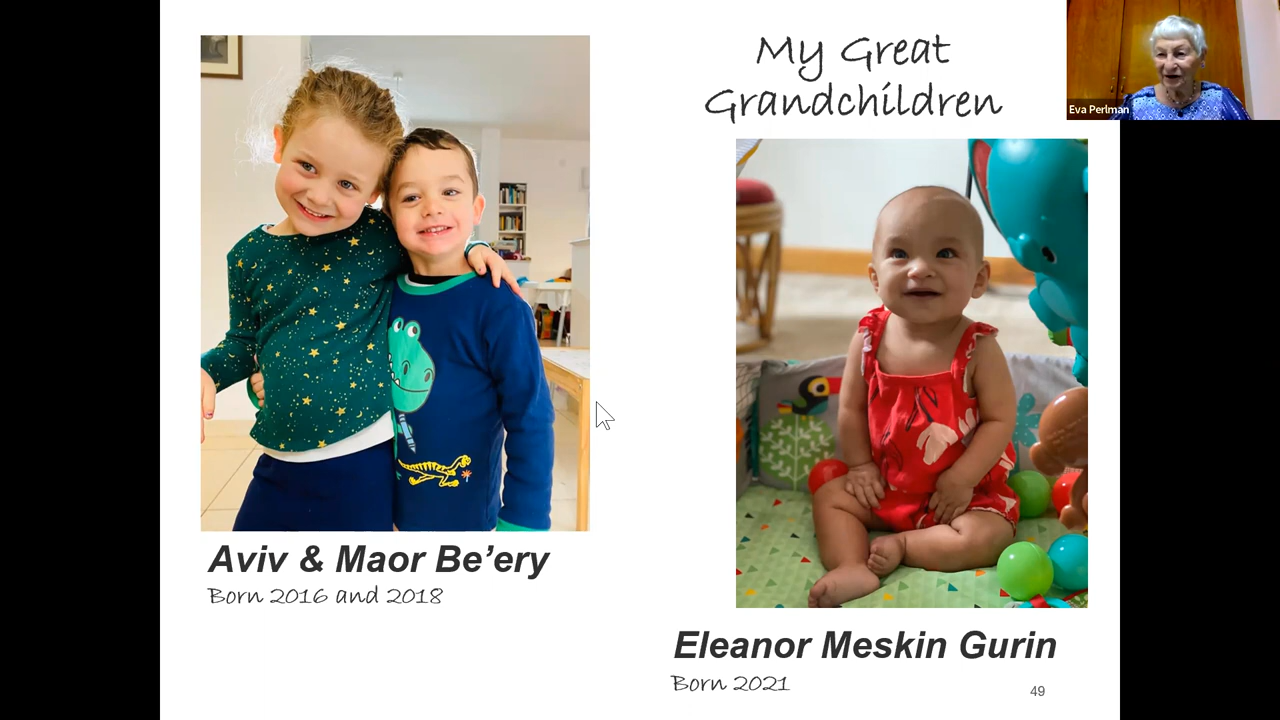 My Great
Grandchildren
Eva Perlman
Aviv & Maor Be’ery
Born 2016 and 2018
Eleanor Meskin Gurin
Born 2021
49